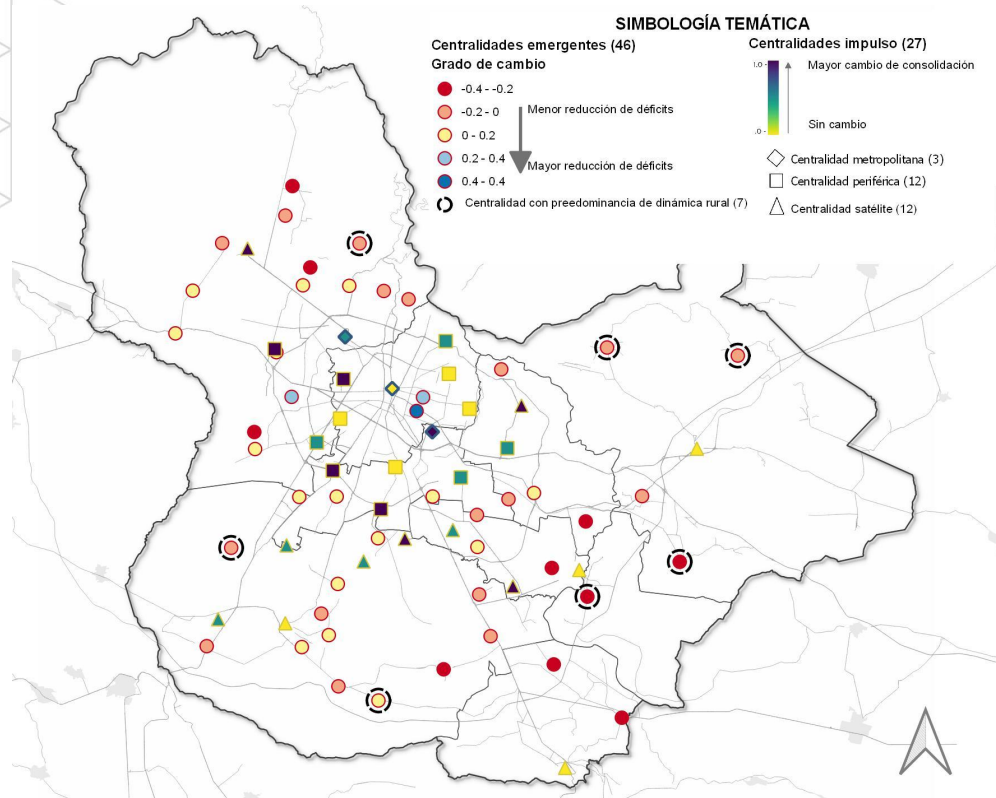 SIMBOLOGÍA TEMÁTICA
Centralidades emergentes (46)
Grado de cambio
-0.4 - -0.2
-0.2 - 0
0 - 0.2
0.2 - 0.4
0.4 - 0.4
Menor reducción de déficits
Mayor reducción de déficits
Centralidad con preedominancia de dinámica rural (7)
Centralidades impulso (27)
1.0
Mayor cambio de consolidación
.0
Sin cambio
Centralidad metropolitana (3)
Centralidad periférica (12)
Centralidad satélite (12)